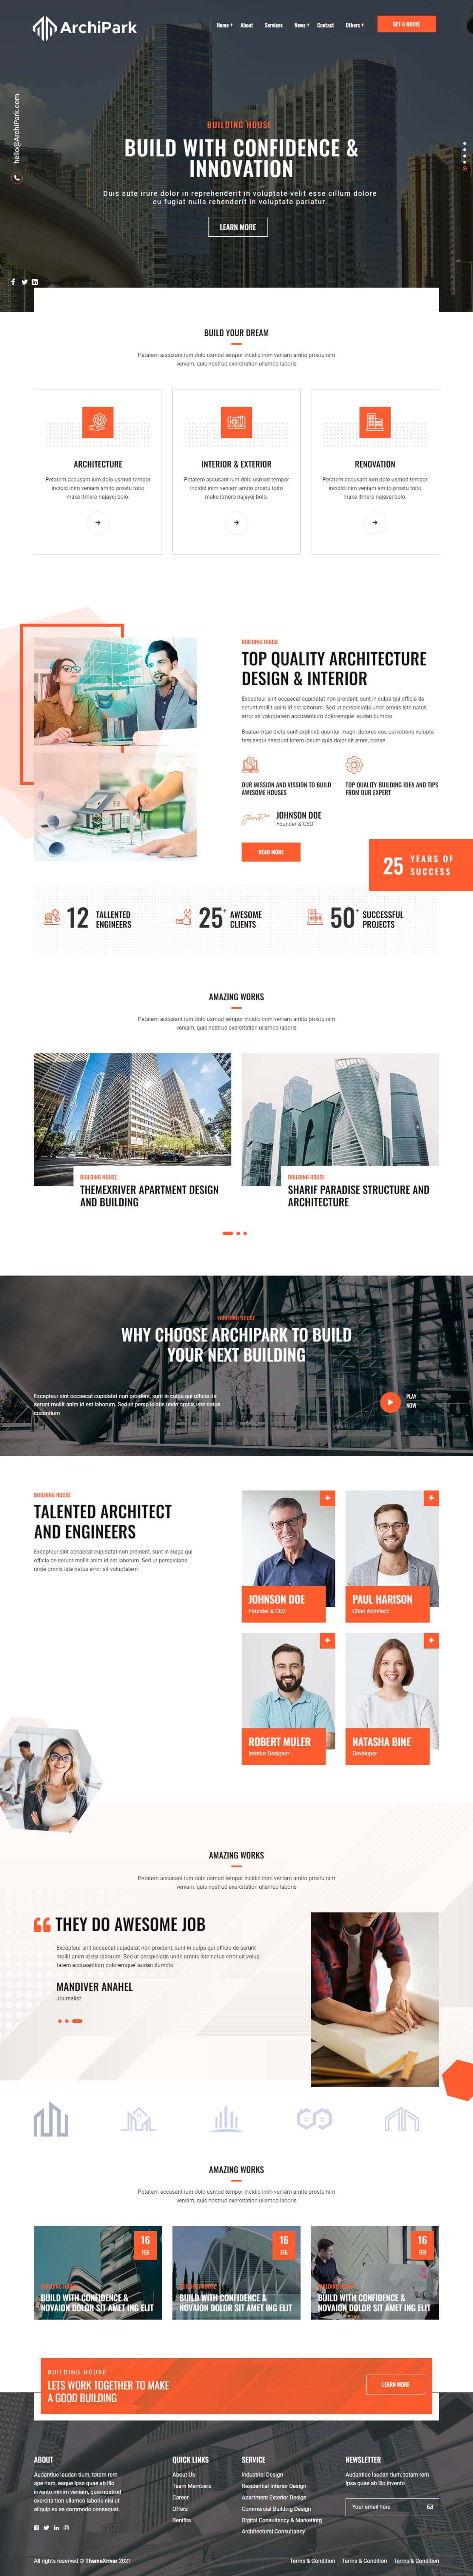 ArchiPark
Home + About Services News + Contact Others +
GET A QUOTE
hello@ArchiPark.com
BUILDING HOUSE
BUILD WITH CONFIDENCE &
INNOVATION
Duis aute irure dolor in reprehenderit in voluptate velit esse cillum dolore
eu fugiat nulla rehenderit in voluptate pariatur.
LEARN MORE
BUILD YOUR DREAM
Petatem accusant ium dolo usmod tempor incidid inim veniam amito prostu nim
veniam, quis nostrud exercitation ullamco laboris
ARCHITECTURE
Petatem accusant ium dolo usmod tempor
incidid inim veniam amito prostu toito
make itmero najayej bolo.
INTERIOR & EXTERIOR
Petatem accusant ium dolo usmod tempor
incidid inim veniam amito prostu toito
make itmero najayej bolo.
RENOVATION
Petatem accusant ium dolo usmod tempor
incidid inim veniam amito prostu toito
make itmero najayej bolo.
BUILDING HOUSE
TOP QUALITY ARCHITECTURE
DESIGN & INTERIOR
Excepteur sint occaecat cupidatat non proident, sunt in culpa qui officia de
serunt mollit anim id est laborum. Sed ut perspiciatis unde omnis iste natus
error sit voluptatem accusantium doloremque laudan tiumcto
Beatae vitae dicta sunt explicab quuntur magni dolores eos qui ratione volupta
tem sequi nesciunt lorem ipsum quia dolor sit amet, conse
OUR MISSION AND VISSION TO BUILD
AWESOME HOUSES
TOP QUALITY BUILDING IDEA AND TIPS
FROM OUR EXPERT
JOHNSON DOE
Founder & CEO
READ MORE
25 YEARS OF
SUCCESS
12 TALLENTED
ENGINEERS
25+ AWESOME
CLIENTS
50+ SUCCESSFUL
PROJECTS
AMAZING WORKS
Petatem accusant ium dolo usmod tempor incidid inim veniam amito prostu nim
veniam, quis nostrud exercitation ullamco laboris
BUILDING HOUSE
THEMEXRIVER APARTMENT DESIGN
AND BUILDING
BUILDING HOUSE
SHARIF PARADISE STRUCTURE AND
ARCHITECTURE
BUILDING HOUSE
WHY CHOOSE ARCHIPARK TO BUILD
YOUR NEXT BUILDING
Excepteur sint occaecat cupidatat non proident, sunt in culpa qui officia de
serunt mollit anim id est laborum. Sed ut persp iciatis unde omnis iste natus
cusantium
PLAY
NOW
BUILDING HOUSE
TALENTED ARCHITECT
AND ENGINEERS
Excepteur sint occaecat cupidatat non proident, sunt in culpa qui
officia de serunt mollit anim id est laborum. Sed ut perspiciatis
unde omnis iste natus error sit voluptatem
JOHNSON DOE
Founder & CEO
PAUL HARISON
Chief Architect
ROBERT MULER
Interior Designer
NATASHA BINE
Developer
AMAZING WORKS
Petatem accusant ium dolo usmod tempor incidid inim veniam amito prostu nim
veniam, quis nostrud exercitation ullamco laboris
THEY DO AWESOME JOB
Excepteur sint occaecat cupidatat non proident, sunt in culpa qui officia de serunt
mollit anim id est laborum. Sed ut perspiciatis unde omnis iste natus error sit volup
tatem accusantium doloremque laudan tiumcto
MANDIVER ANAHEL
Journalist
AMAZING WORKS
Petatem accusant ium dolo usmod tempor incidid inim veniam amito prostu nim
veniam, quis nostrud exercitation ullamco laboris
16
FEB
BUILDING HOUSE
BUILD WITH CONFIDENCE &
NOVAION DOLOR SIT AMET ING ELIT
16
FEB
BUILDING HOUSE
BUILD WITH CONFIDENCE &
NOVAION DOLOR SIT AMET ING ELIT
16
FEB
BUILDING HOUSE
BUILD WITH CONFIDENCE &
NOVAION DOLOR SIT AMET ING ELIT
BUILDING HOUSE
LETS WORK TOGETHER TO MAKE
A GOOD BUILDING
LEARN MORE
ABOUT
Audantiue laudan tium, totam rem
ape riam, eaque ipsa quae ab illo
invento minim veniam, quis nostrud
exercita tion ullamco laboris nisi ut
aliquip ex ea commodo consequat.
QUICK LINKS
About Us
Team Members
Career
Offers
Benifits
SERVICE
Industrial Design
Residential Interior Design
Apartment Exterior Design
Commercial Building Design
Digital Consultancy & Marketing
Architectural Consultancy
NEWSLETTER
Audantiue laudan tium, totam rem
ipsa quae ab illo invento
Your email here
All rights reserved © ThemeXriver 2021
Terms & Condition Terms & Condition Terms & Condition